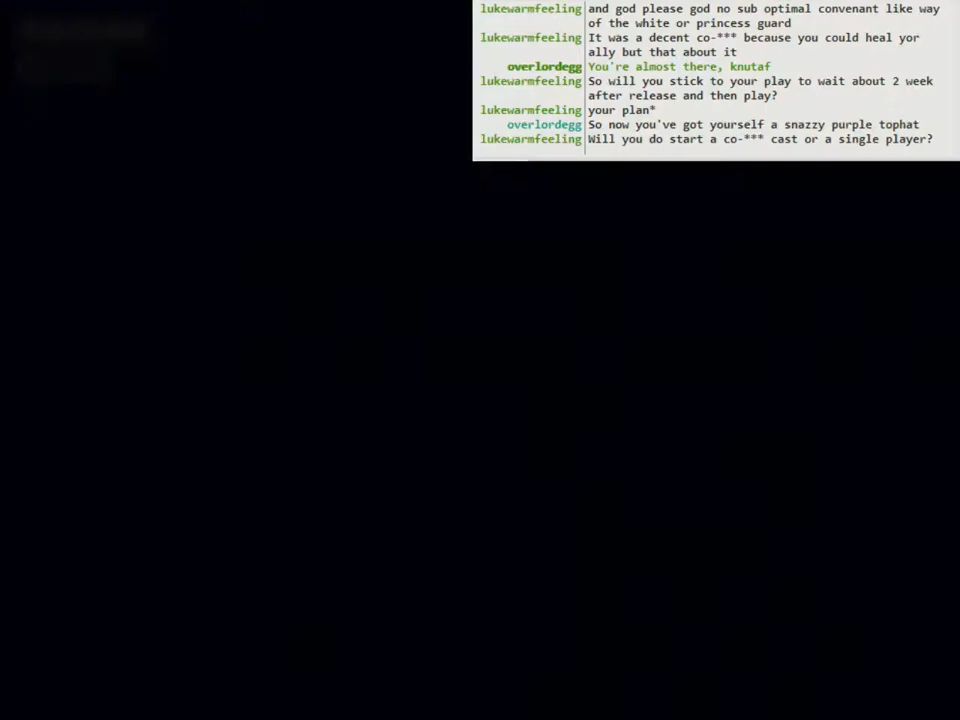 lukewarmfeeling and god please god no sub optimal convenant like way
of the white or princess guard
lukewarmfeeling It was a decent co-*** because you could heal yor
ally but that about it
overlordegg You're almost there, knutaf
lukewarmfeeling So will you stick to your play to wait about 2 week
after release and then play?
lukewarmfeeling your plan*
overlordegg So now you've got yourself a snazzy purple tophat
lukewarmfeeling Will you do start a co-*** cast or a single player?